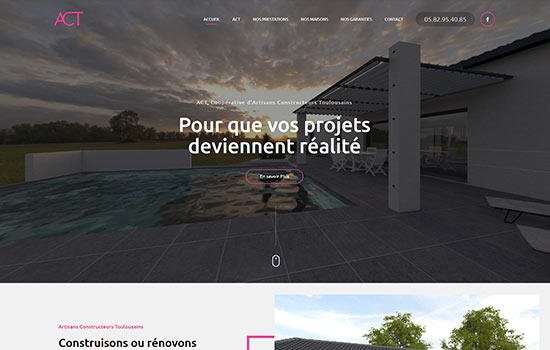 ACT
ACCUEIL ACT NOS PRESTATIONS NOS MAISONS NOS GARANTIES CONTACT 05.82.95.40.85 f
ACT, Coopérative d'Artisans Constructeurs Toulousains
Pour que vos projets
deviennent réalité
En savoir Plus
Artisans Constructeurs Toulousains
Construisons ou rénovons